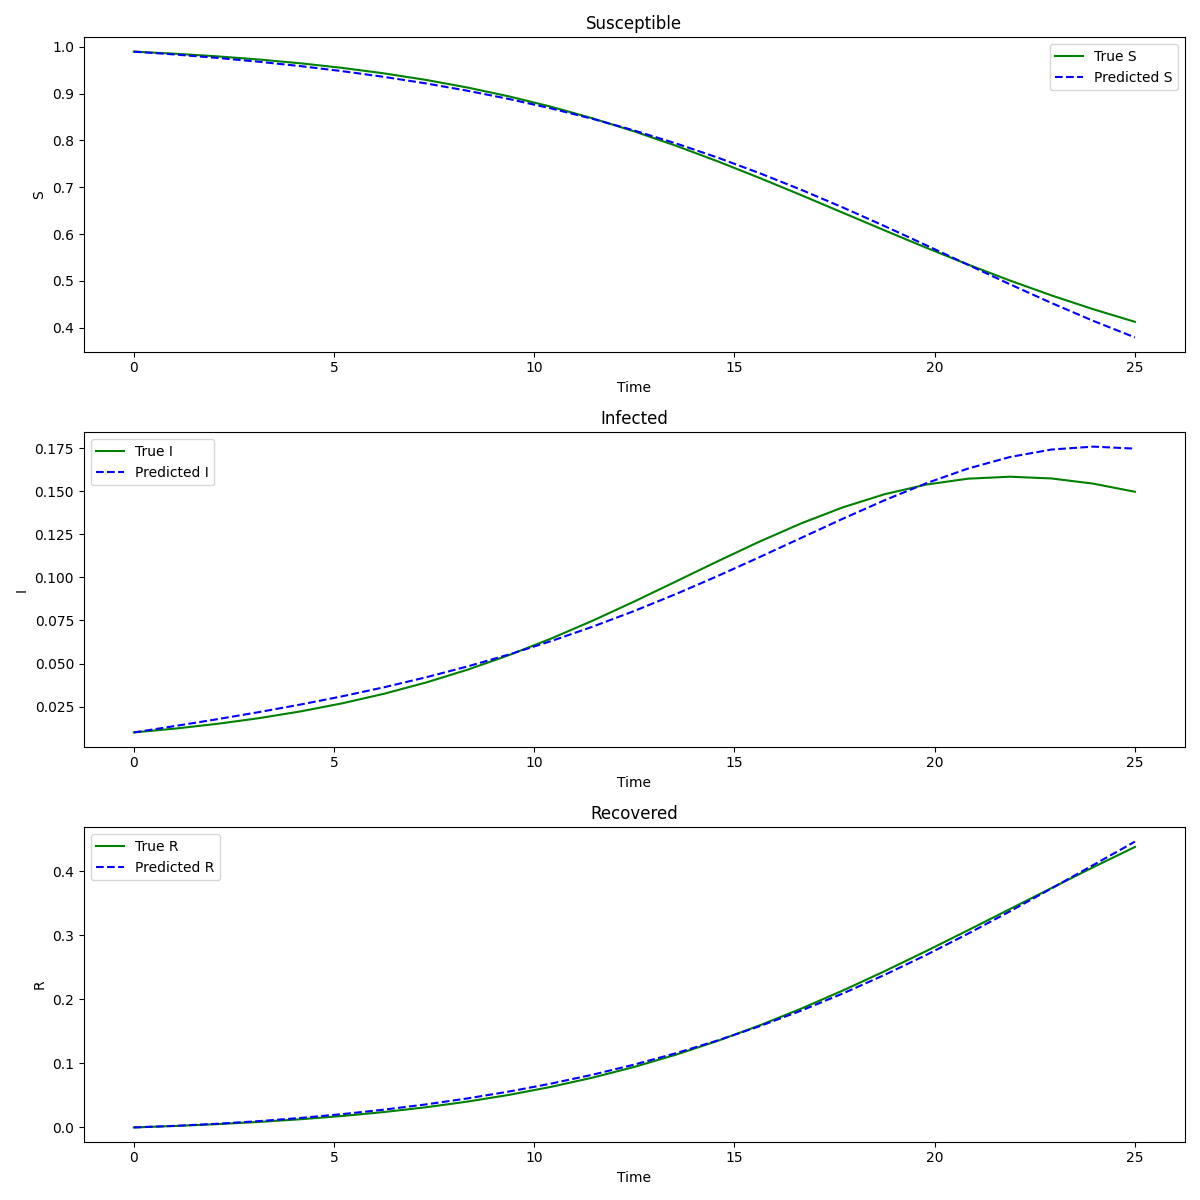 Susceptible
True S
Predicted S
1.0
0.9
0.8
0.7
0.6
0.5
0.4
S
0 5 10 15 20 25
Time
Infected
True I
Predicted I
0.175
0.150
0.125
0.100
0.075
0.050
0.025
I
0 5 10 15 20 25
Time
Recovered
True R
Predicted R
0.4
0.3
0.2
0.1
0.0
R
0 5 10 15 20 25
Time